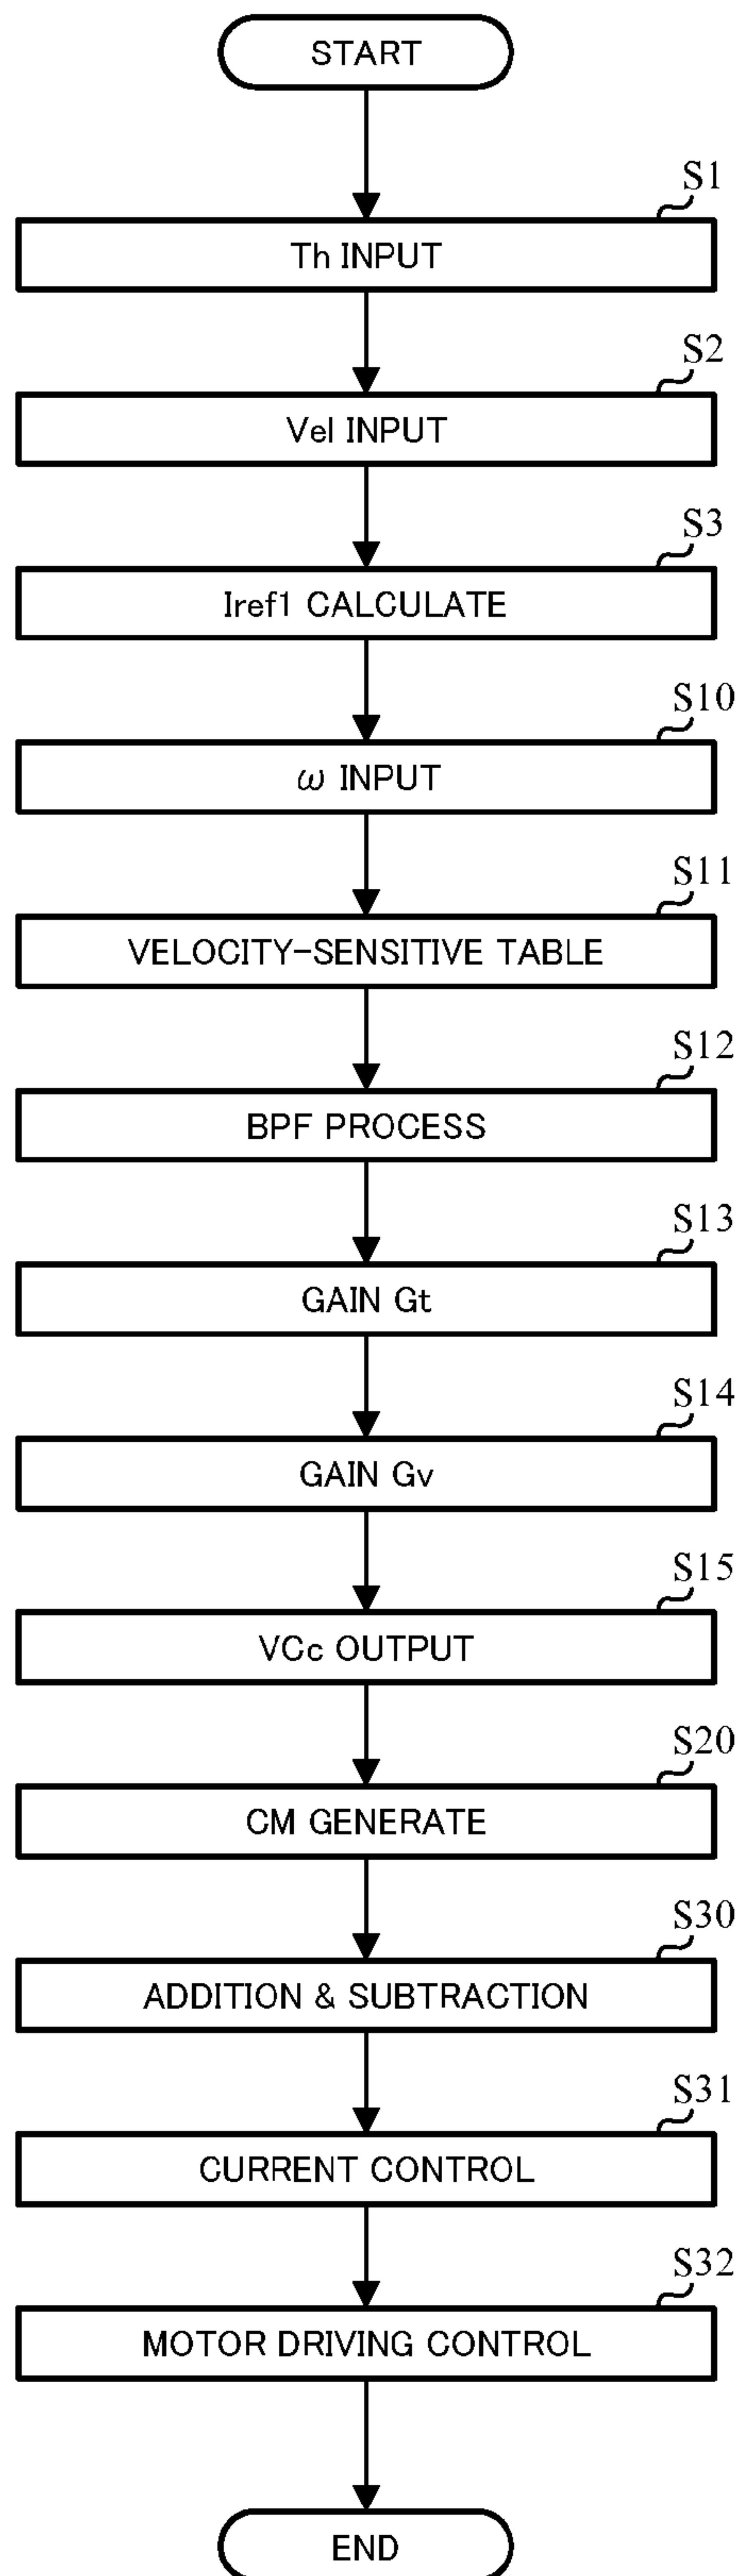 START
S1
Th INPUT
S2
Vel INPUT
S3
Iref1 CALCULATE
S10
ω INPUT
S11
VELOCITY-SENSITIVE TABLE
S12
BPF PROCESS
S13
GAIN Gt
S14
GAIN Gv
S15
VCc OUTPUT
S20
CM GENERATE
S30
ADDITION & SUBTRACTION
S31
CURRENT CONTROL
S32
MOTOR DRIVING CONTROL
END